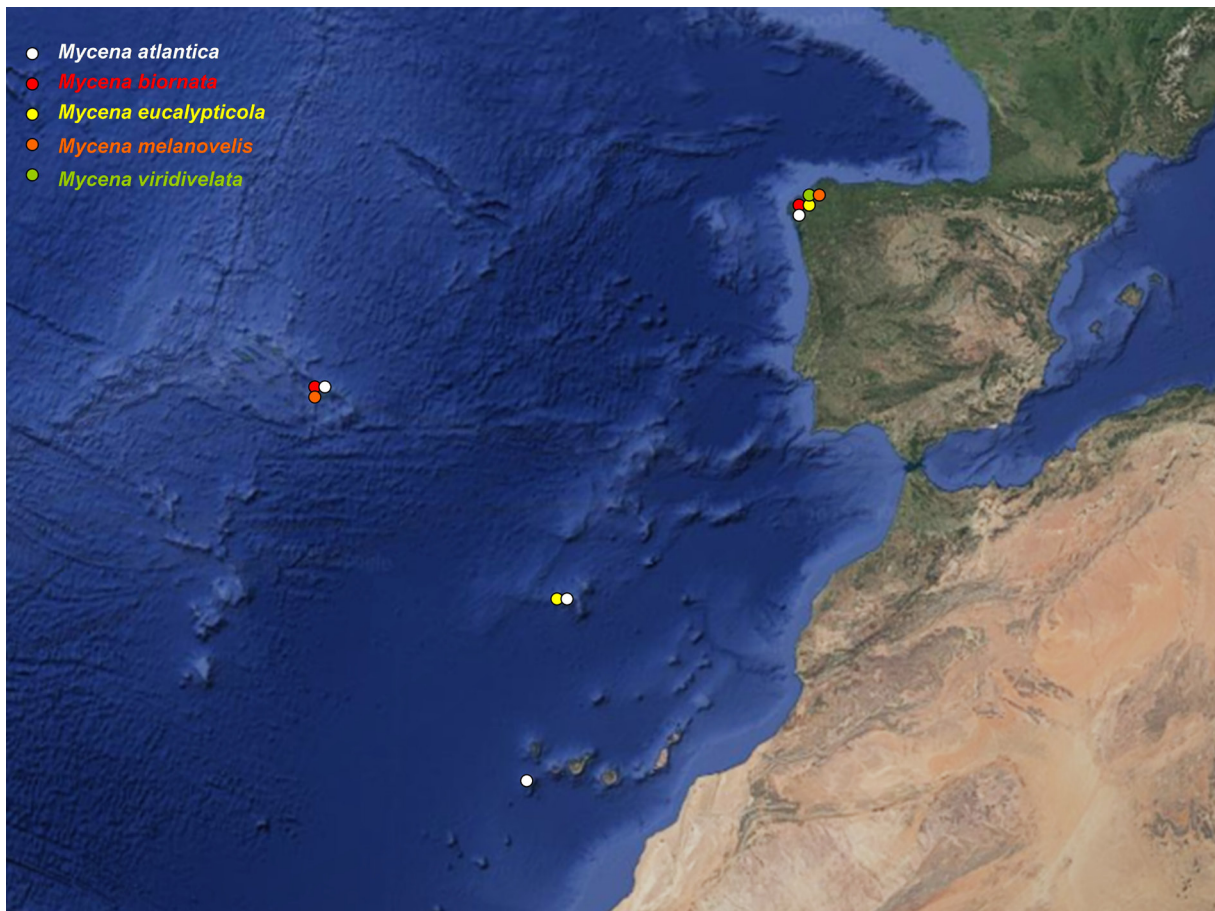 Mycena atlantica
Mycena biornata
Mycena eucalypticola
Mycena melanovelis
Mycena viridivelata